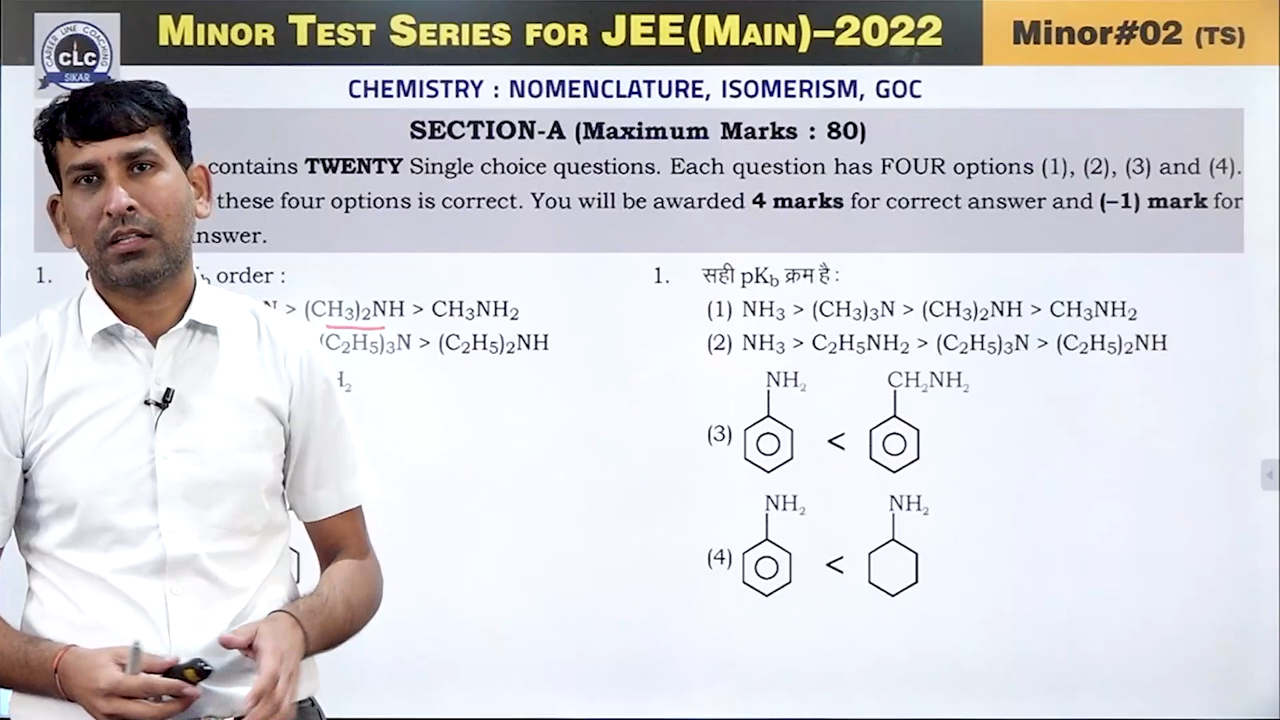 MINOR TEST SERIES FOR JEE(MAIN)–2022
Minor#02 (TS)
CAREER LINE COACHING
CLC
SIKAR
CHEMISTRY : NOMENCLATURE, ISOMERISM, GOC
SECTION-A (Maximum Marks : 80)
contains TWENTY Single choice questions. Each question has FOUR options (1), (2), (3) and (4).
these four options is correct. You will be awarded 4 marks for correct answer and (–1) mark for
nswer.
1. order :
N > (CH3)2NH > CH3NH2
(C2H5)3N > (C2H5)2NH
1. सही pKb क्रम है :
(1) NH3 > (CH3)3N > (CH3)2NH > CH3NH2
(2) NH3 > C2H5NH2 > (C2H5)3N > (C2H5)2NH
NH2 CH2NH2
(3) <
NH2 NH2
(4) <